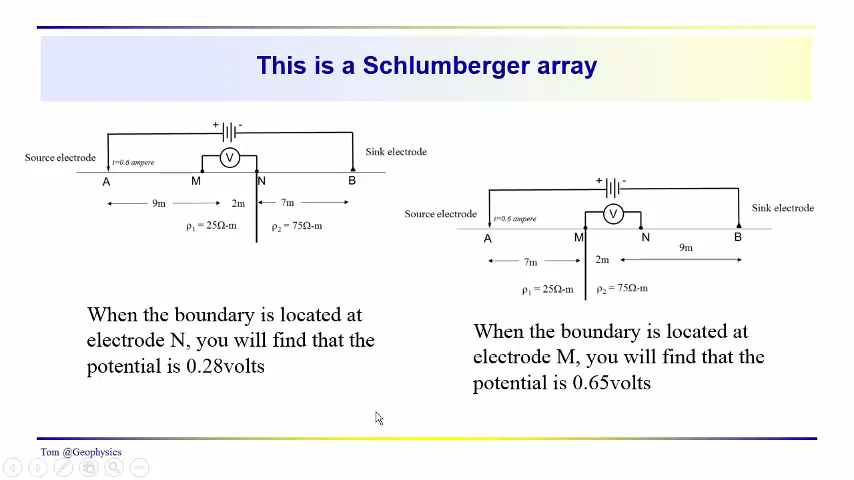 This is a Schlumberger array
+ -
Source electrode
i=0.6 ampere
V
Sink electrode
A M N B
9m 2m 7m
ρ₁ = 25Ω-m ρ₂ = 75Ω-m
When the boundary is located at
electrode N, you will find that the
potential is 0.28volts
+ -
Source electrode
i=0.6 ampere
V
Sink electrode
A M N B
7m 2m 9m
ρ₁ = 25Ω-m ρ₂ = 75Ω-m
When the boundary is located at
electrode M, you will find that the
potential is 0.65volts
Tom @Geophysics